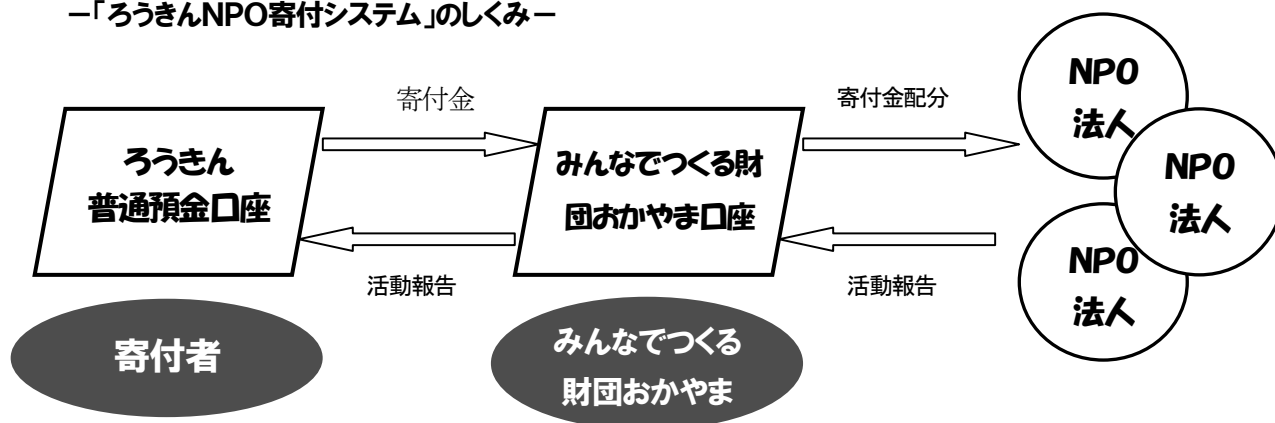 －「ろうきんNPO寄付システム」のしくみ－
寄付金
寄付金配分
ろうきん
普通預金口座
みんなでつくる財
団おかやま口座
NPO
法人
NPO
法人
NPO
法人
活動報告
活動報告
寄付者
みんなでつくる
財団おかやま